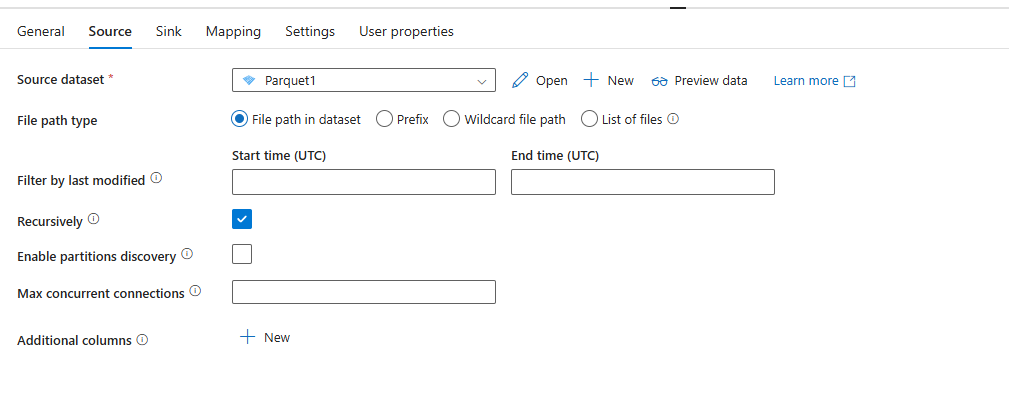 General Source Sink Mapping Settings User properties
Source dataset * Parquet1 Open New Preview data Learn more
File path type File path in dataset Prefix Wildcard file path List of files
Start time (UTC) End time (UTC)
Filter by last modified
Recursively
Enable partitions discovery
Max concurrent connections
Additional columns New